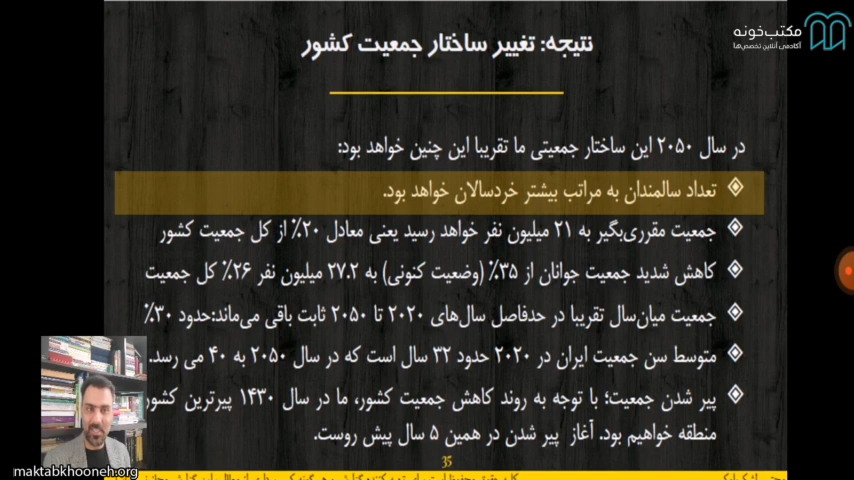 مکتب‌خونه
آکادمی آنلاین تخصص‌ها
نتیجه: تغییر ساختار جمعیت کشور
در سال ۲۰۵۰ این ساختار جمعیتی ما تقریبا این چنین خواهد بود:
تعداد سالمندان به مراتب بیشتر خردسالان خواهد بود.
جمعیت مقرری‌بگیر به ۲۱ میلیون نفر خواهد رسید یعنی معادل ۲۰٪ از کل جمعیت کشور
کاهش شدید جمعیت جوانان از ۳۵٪ (وضعیت کنونی) به ۲۷.۲ میلیون نفر ۲۶٪ کل جمعیت
جمعیت میان‌سال تقریبا در حدفاصل سال‌های ۲۰۲۰ تا ۲۰۵۰ ثابت باقی می‌ماند:حدود ۳۰٪
متوسط سن جمعیت ایران در ۲۰۲۰ حدود ۳۲ سال است که در سال ۲۰۵۰ به ۴۰ می رسد.
پیر شدن جمعیت؛ با توجه به روند کاهش جمعیت کشور، ما در سال ۱۴۳۰ پیرترین کشور
منطقه خواهیم بود. آغاز پیر شدن در همین ۵ سال پیش روست.
35
maktabkhooneh.org